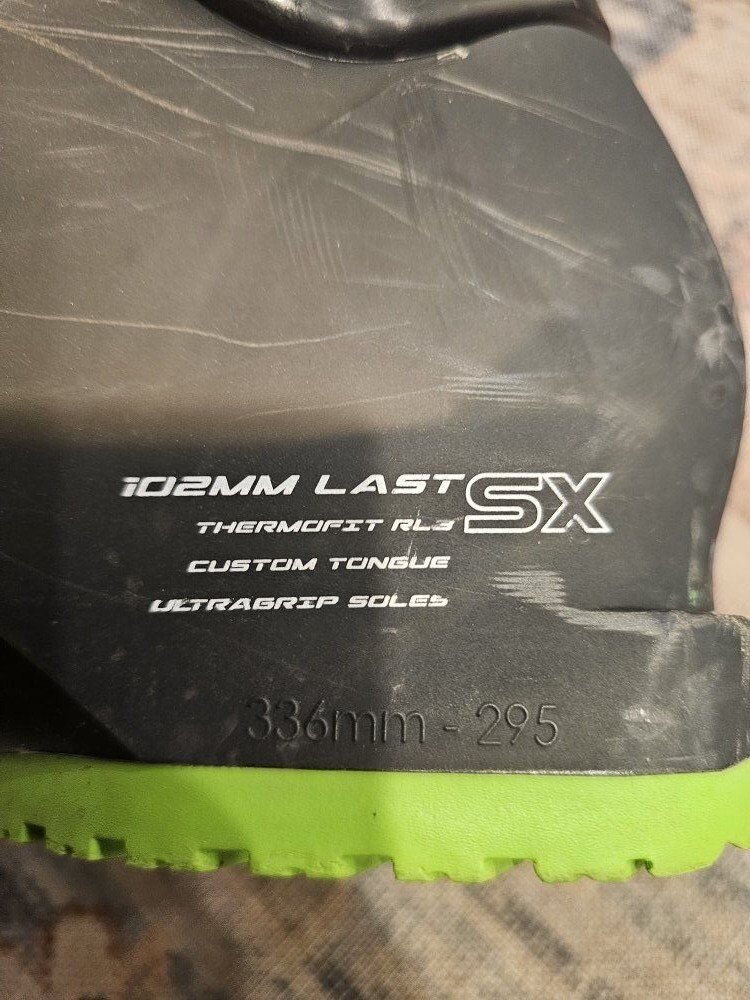 102MM LAST SX
THERMOFIT RL3
CUSTOM TONGUE
ULTRAGRIP SOLES
336mm - 295